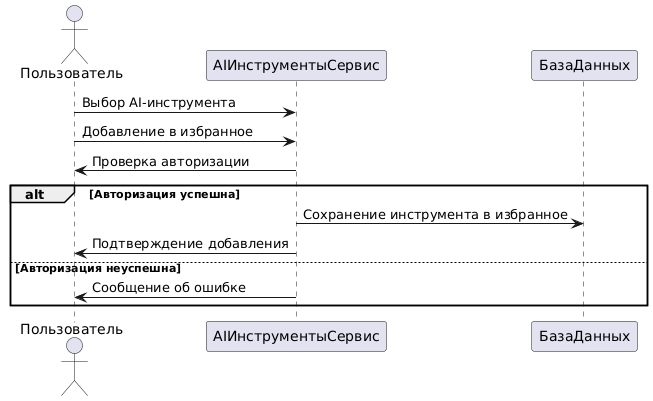 Пользователь
AIИнструментыСервис
БазаДанных
Выбор AI-инструмента
Добавление в избранное
Проверка авторизации
alt
[Авторизация успешна]
Сохранение инструмента в избранное
Подтверждение добавления
[Авторизация неуспешна]
Сообщение об ошибке
Пользователь
AIИнструментыСервис
БазаДанных